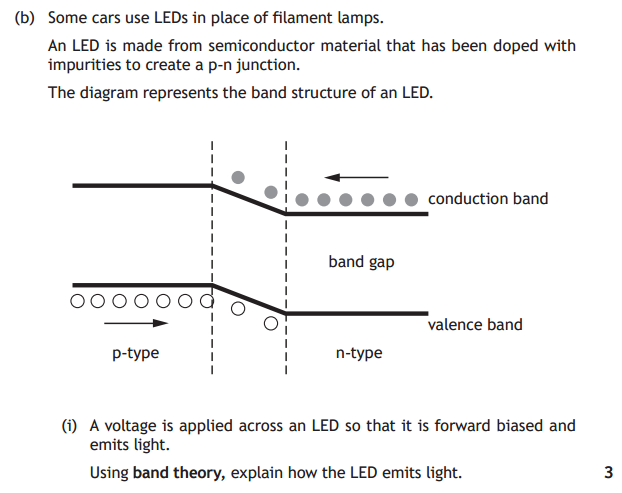 (b) Some cars use LEDs in place of filament lamps.
An LED is made from semiconductor material that has been doped with
impurities to create a p-n junction.
The diagram represents the band structure of an LED.
conduction band
band gap
valence band
p-type
n-type
(i) A voltage is applied across an LED so that it is forward biased and
emits light.
Using band theory, explain how the LED emits light. 3